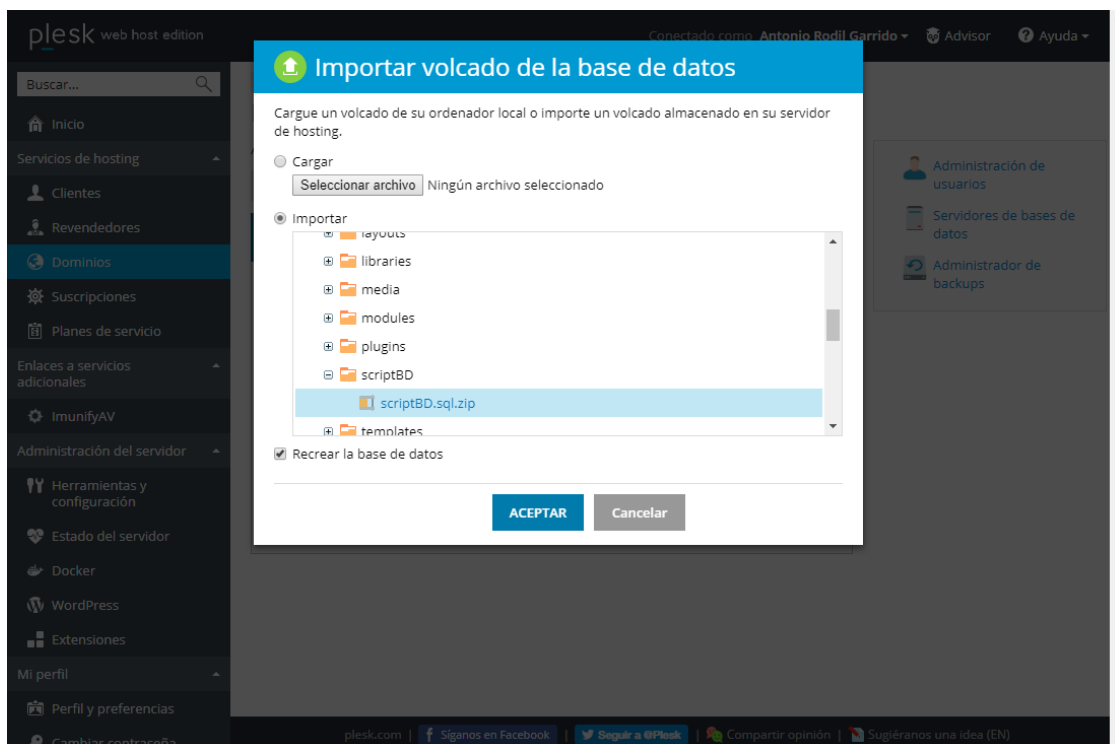 plesk web host edition
Conectado como Antonio Rodil Garrido
Advisor
Ayuda
Buscar...
Inicio
Servicios de hosting
Clientes
Revendedores
Dominios
Suscripciones
Planes de servicio
Enlaces a servicios
adicionales
ImunifyAV
Administración del servidor
Herramientas y
configuración
Estado del servidor
Docker
WordPress
Extensiones
Mi perfil
Perfil y preferencias
Cambiar contraseña
Importar volcado de la base de datos
Cargue un volcado de su ordenador local o importe un volcado almacenado en su servidor
de hosting.
Cargar
Seleccionar archivo Ningún archivo seleccionado
Importar
layouts
libraries
media
modules
plugins
scriptBD
scriptBD.sql.zip
templates
Recrear la base de datos
ACEPTAR
Cancelar
Administración de
usuarios
Servidores de bases de
datos
Administrador de
backups
plesk.com | Síganos en Facebook | Seguir a @Plesk | Compartir opinión | Sugiéranos una idea (EN)